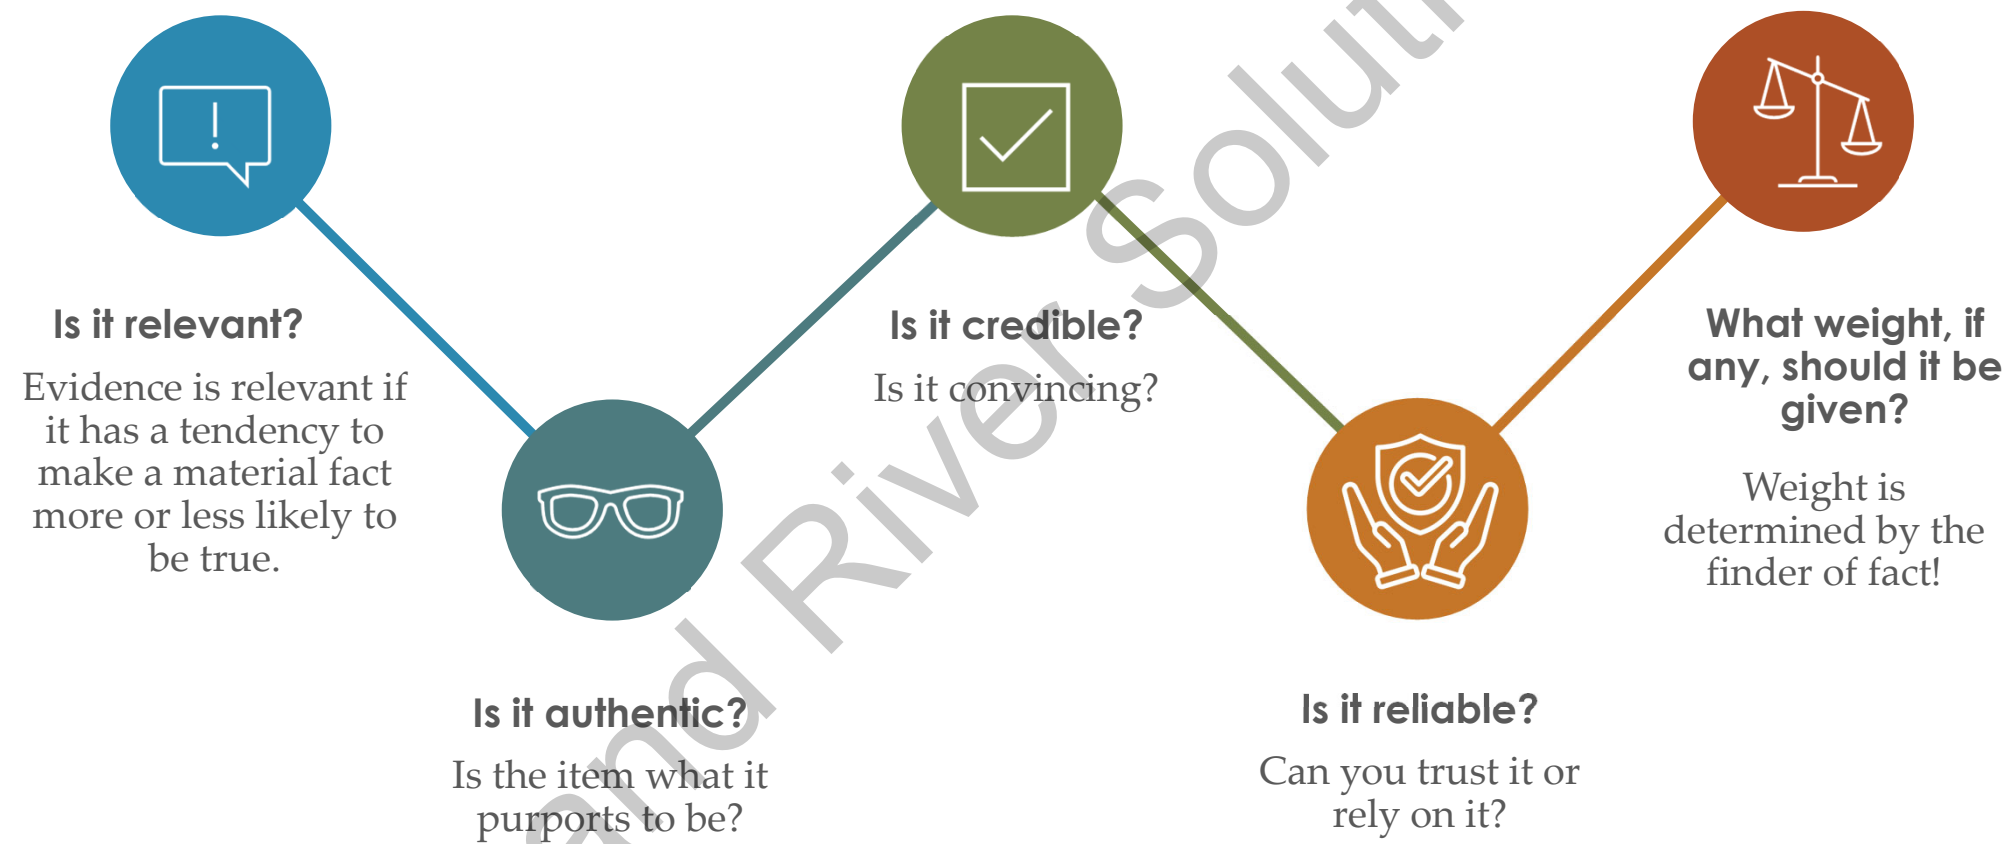 Is it relevant?
Evidence is relevant if
it has a tendency to
make a material fact
more or less likely to
be true.
Is it authentic?
Is the item what it
purports to be?
Is it credible?
Is it convincing?
Is it reliable?
Can you trust it or
rely on it?
What weight, if
any, should it be
given?
Weight is
determined by the
finder of fact!
and River Soluti